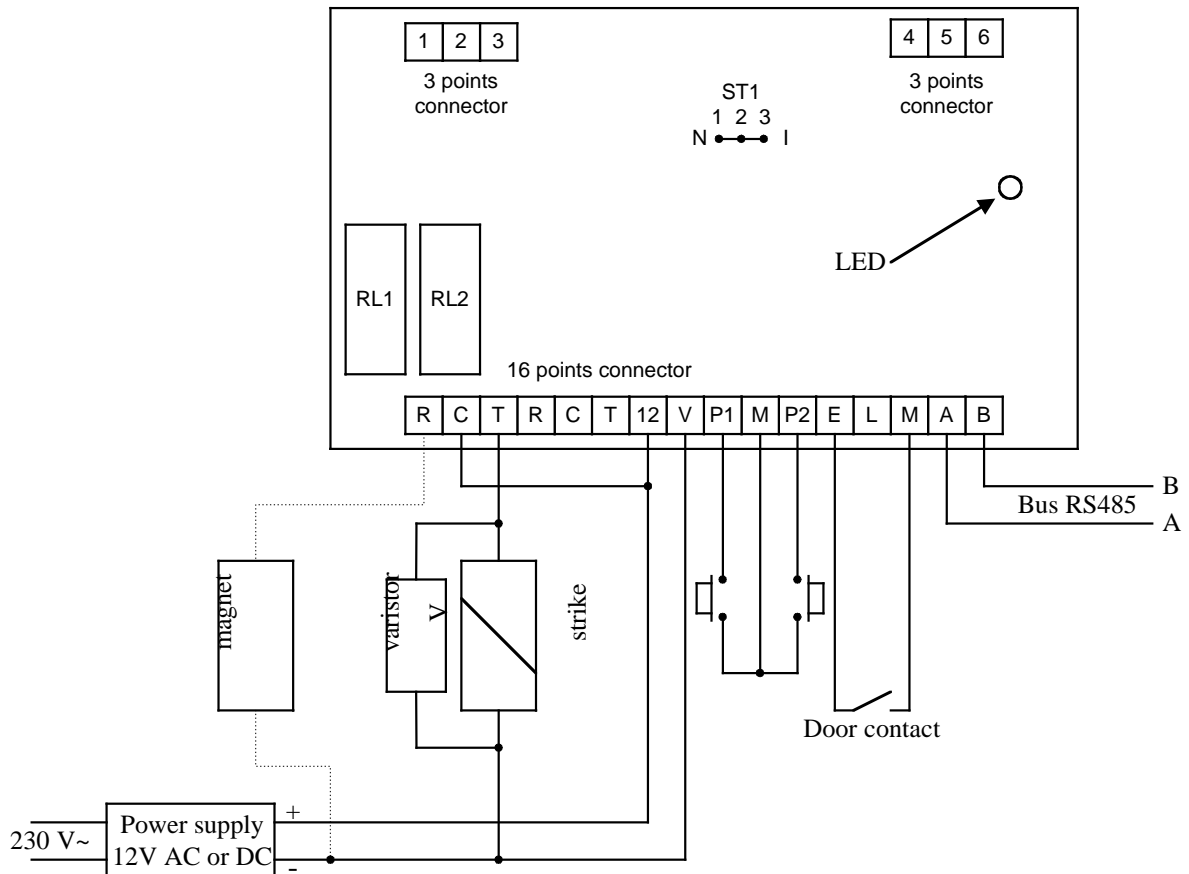 1 2 3
3 points
connector
4 5 6
3 points
connector
ST1
1 2 3
N I
LED
RL1 RL2
16 points connector
R C T R C T 12 V P1 M P2 E L M A B
B
Bus RS485
A
magnet
varistor
V
strike
Door contact
+
230 V~
Power supply
12V AC or DC
-